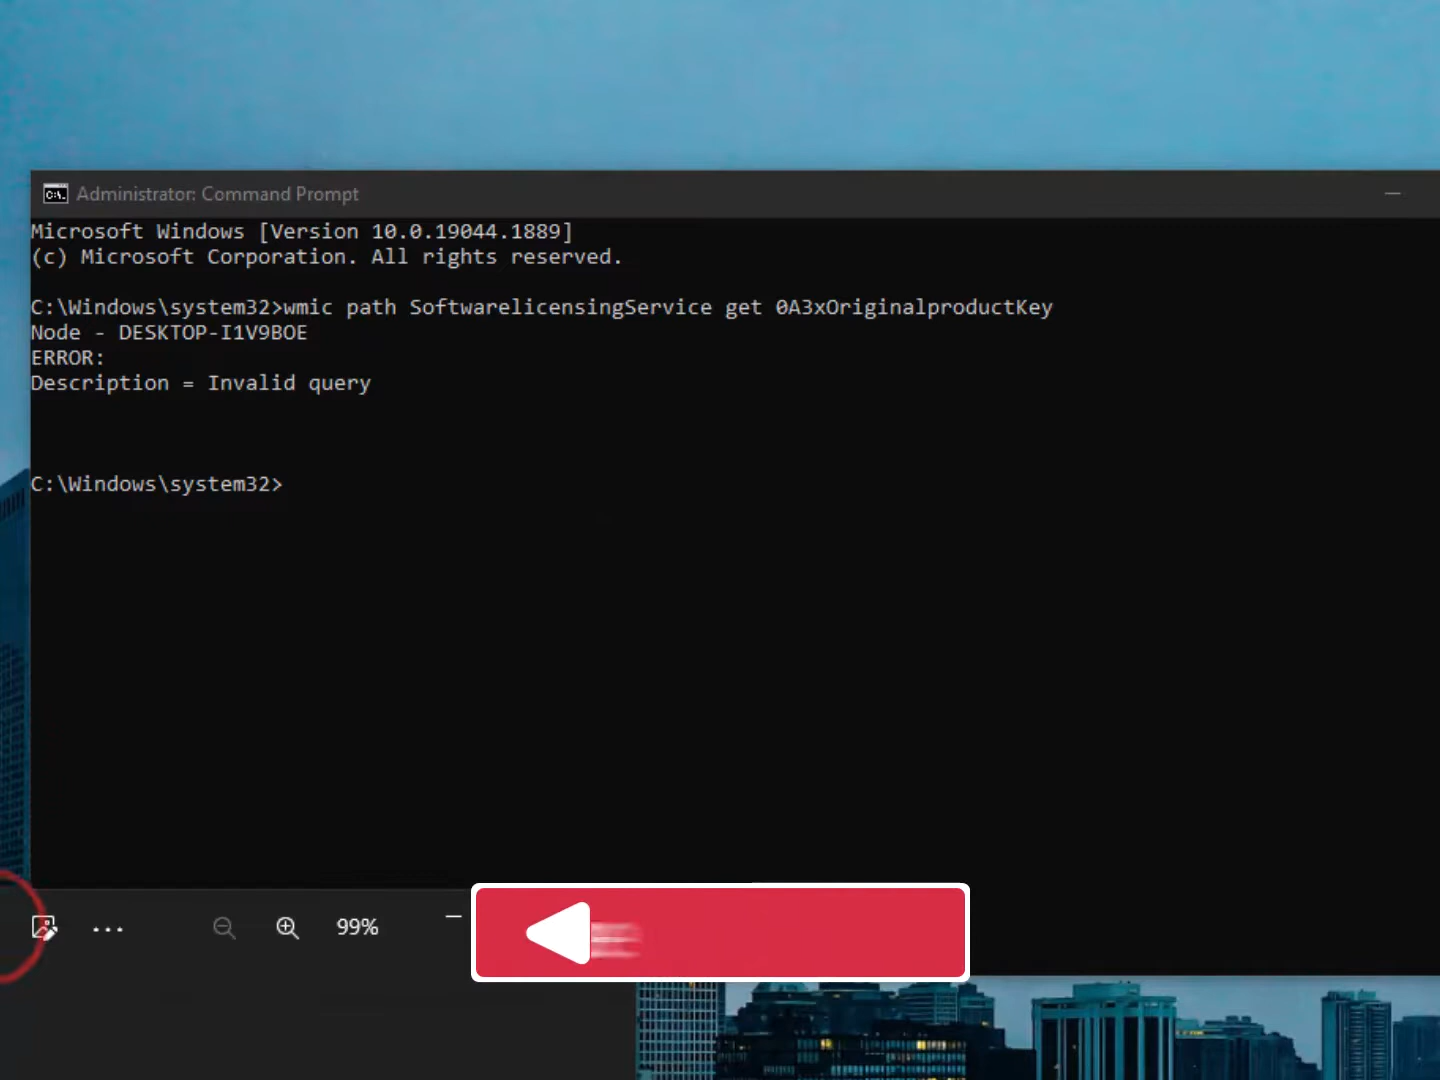 Administrator: Command Prompt
Microsoft Windows [Version 10.0.19044.1889]
(c) Microsoft Corporation. All rights reserved.
C:\Windows\system32>wmic path SoftwarelicensingService get 0A3xOriginalproductKey
Node - DESKTOP-I1V9BOE
ERROR:
Description = Invalid query
C:\Windows\system32>
99%